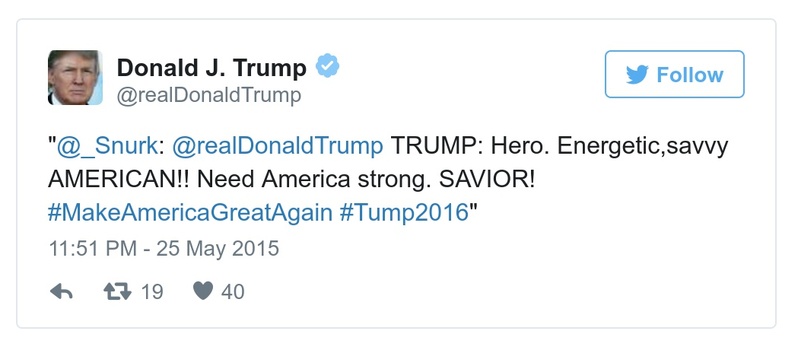 Donald J. Trump
@realDonaldTrump
Follow
"@_Snurk: @realDonaldTrump TRUMP: Hero. Energetic,savvy
AMERICAN!! Need America strong. SAVIOR!
#MakeAmericaGreatAgain #Tump2016"
11:51 PM - 25 May 2015
19 40